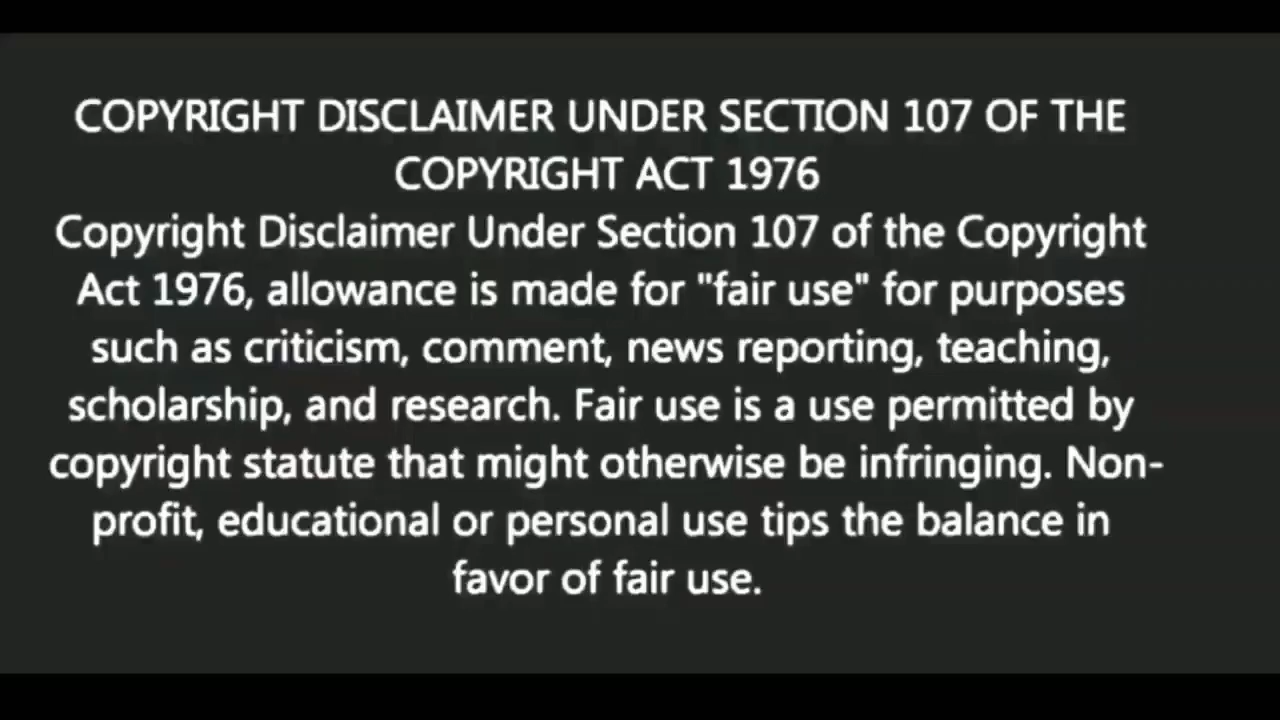 COPYRIGHT DISCLAIMER UNDER SECTION 107 OF THE
COPYRIGHT ACT 1976
Copyright Disclaimer Under Section 107 of the Copyright
Act 1976, allowance is made for "fair use" for purposes
such as criticism, comment, news reporting, teaching,
scholarship, and research. Fair use is a use permitted by
copyright statute that might otherwise be infringing. Non-
profit, educational or personal use tips the balance in
favor of fair use.